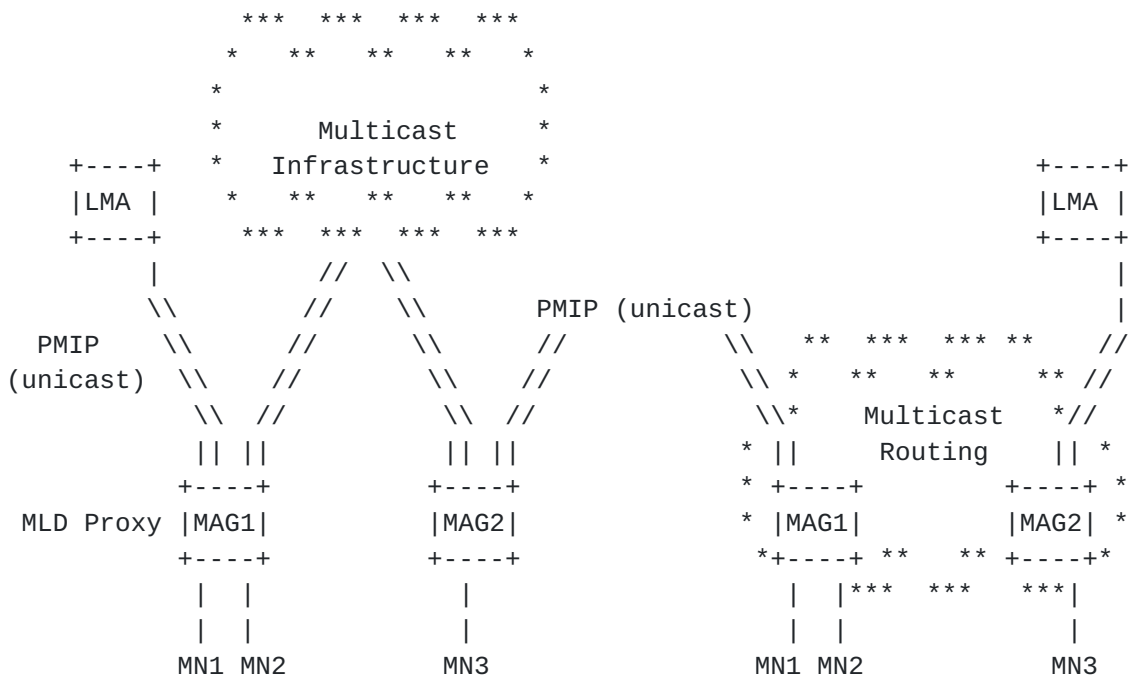 Multicast
Infrastructure
LMA LMA
PMIP (unicast)
PMIP
(unicast)
Multicast
Routing
MLD Proxy MAG1 MAG2 MAG1 MAG2
MN1 MN2 MN3 MN1 MN2 MN3